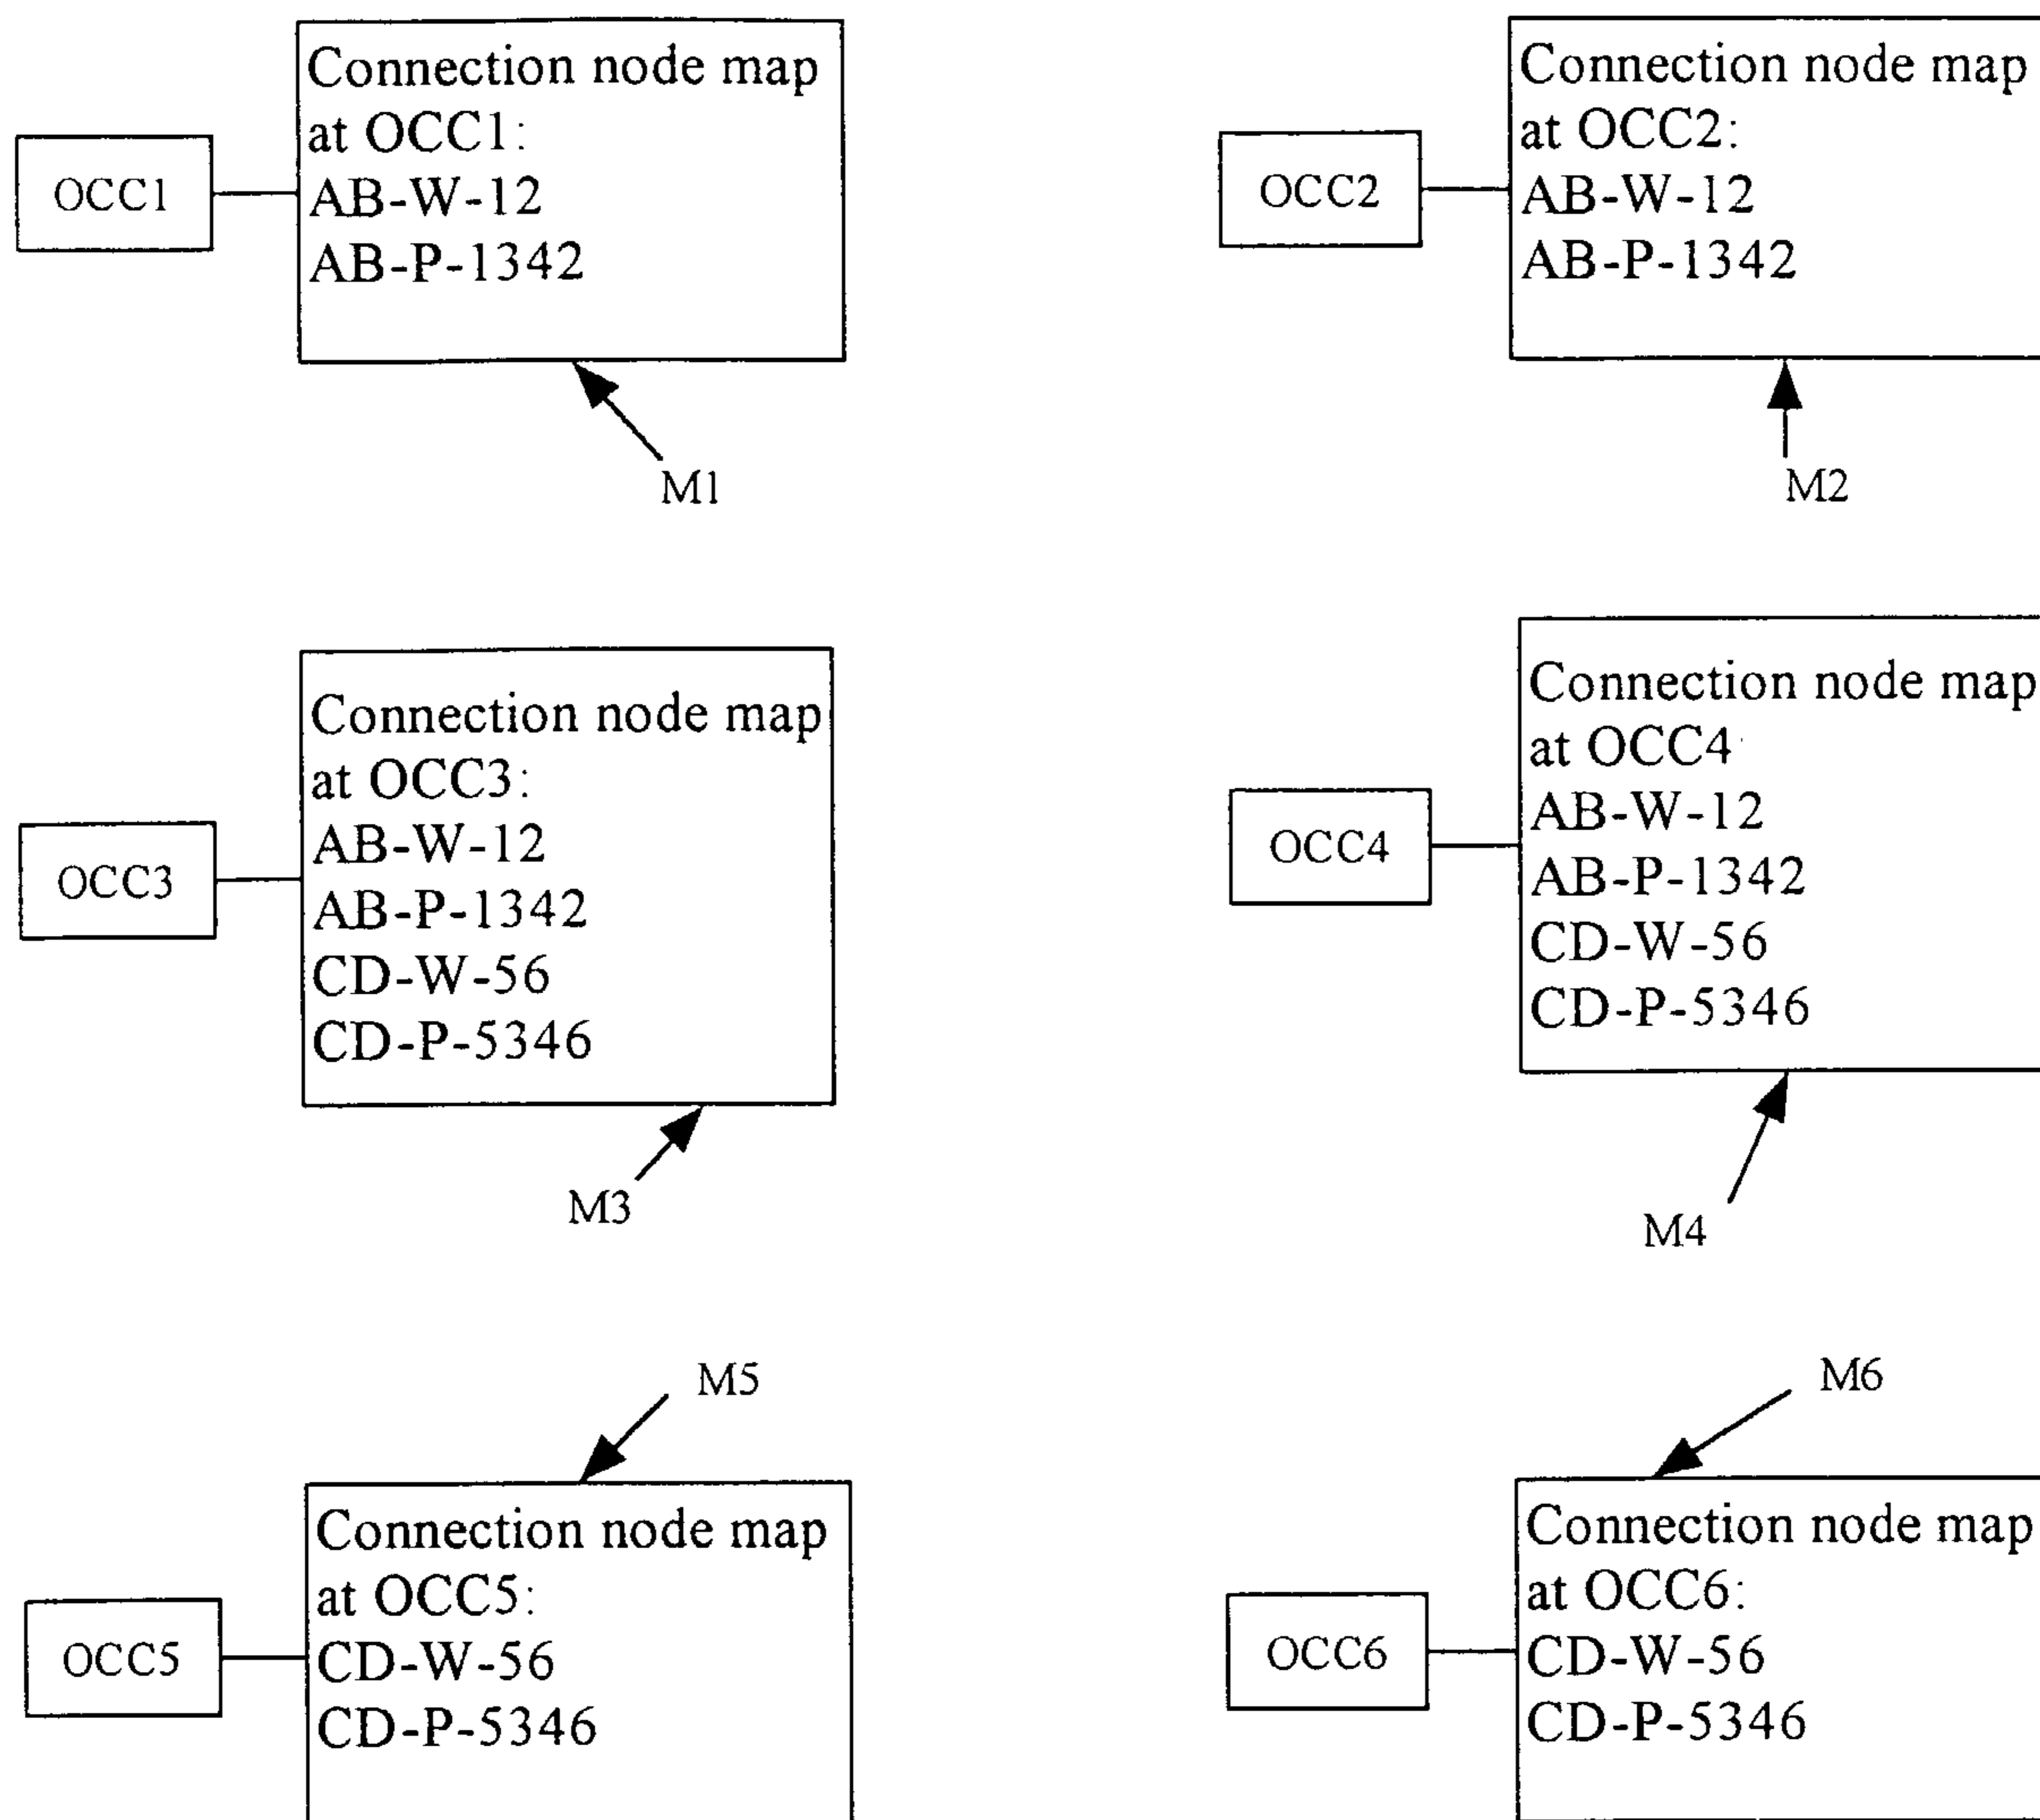 OCC1
Connection node map
at OCC1:
AB-W-12
AB-P-1342
M1
OCC2
Connection node map
at OCC2:
AB-W-12
AB-P-1342
M2
OCC3
Connection node map
at OCC3:
AB-W-12
AB-P-1342
CD-W-56
CD-P-5346
M3
OCC4
Connection node map
at OCC4
AB-W-12
AB-P-1342
CD-W-56
CD-P-5346
M4
M5
OCC5
Connection node map
at OCC5:
CD-W-56
CD-P-5346
M6
OCC6
Connection node map
at OCC6:
CD-W-56
CD-P-5346